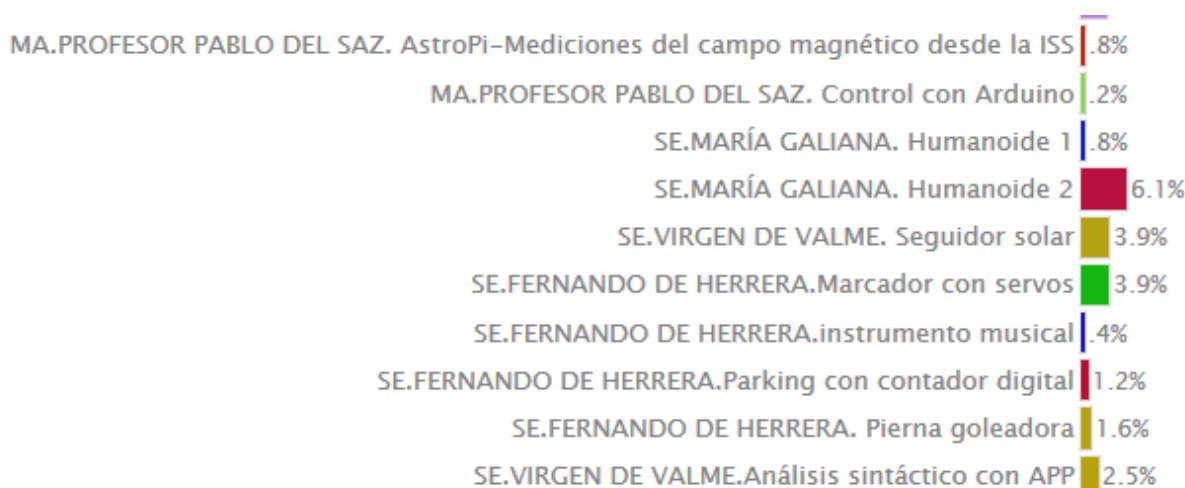 MA.PROFESOR PABLO DEL SAZ. AstroPi-Mediciones del campo magnético desde la ISS .8%
MA.PROFESOR PABLO DEL SAZ. Control con Arduino .2%
SE.MARÍA GALIANA. Humanoide 1 .8%
SE.MARÍA GALIANA. Humanoide 2 6.1%
SE.VIRGEN DE VALME. Seguidor solar 3.9%
SE.FERNANDO DE HERRERA.Marcador con servos 3.9%
SE.FERNANDO DE HERRERA.instrumento musical .4%
SE.FERNANDO DE HERRERA.Parking con contador digital 1.2%
SE.FERNANDO DE HERRERA. Pierna goleadora 1.6%
SE.VIRGEN DE VALME.Análisis sintáctico con APP 2.5%